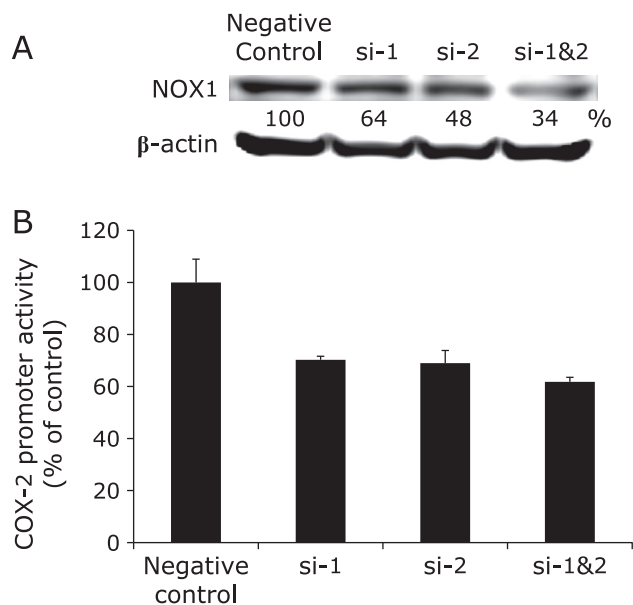 A
Negative
Control si-1 si-2 si-1&2
NOX1
100 64 48 34 %
β-actin
B
COX-2 promoter activity
(% of control)
120
100
80
60
40
20
0
Negative
control si-1 si-2 si-1&2